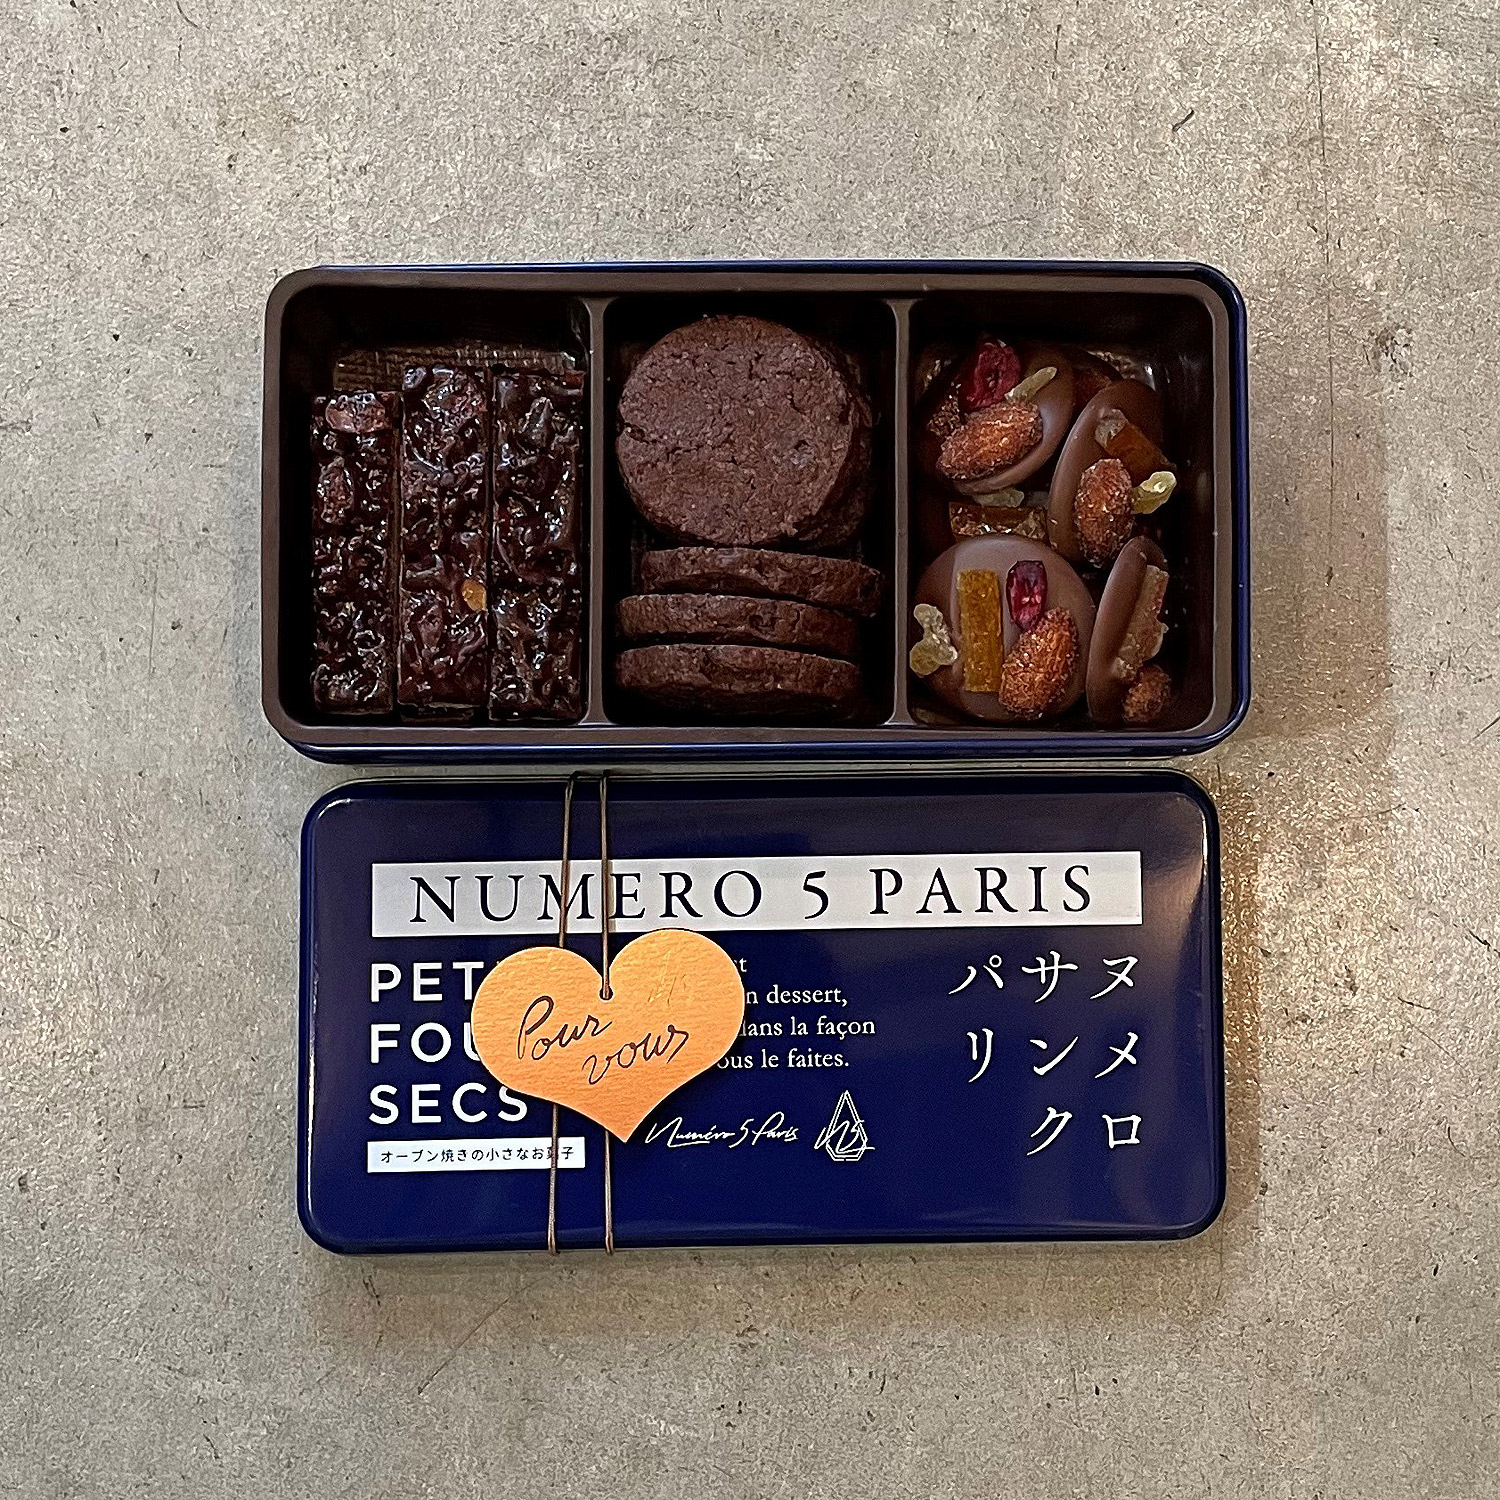 NUMERO 5 PARIS
PET
FOU
SECS
オーブン焼きの小さなお菓子
Pour
vous
st
n dessert,
dans la façon
ous le faites.
Numéro 5 Paris
N5
ヌメロ
サンク
パリ